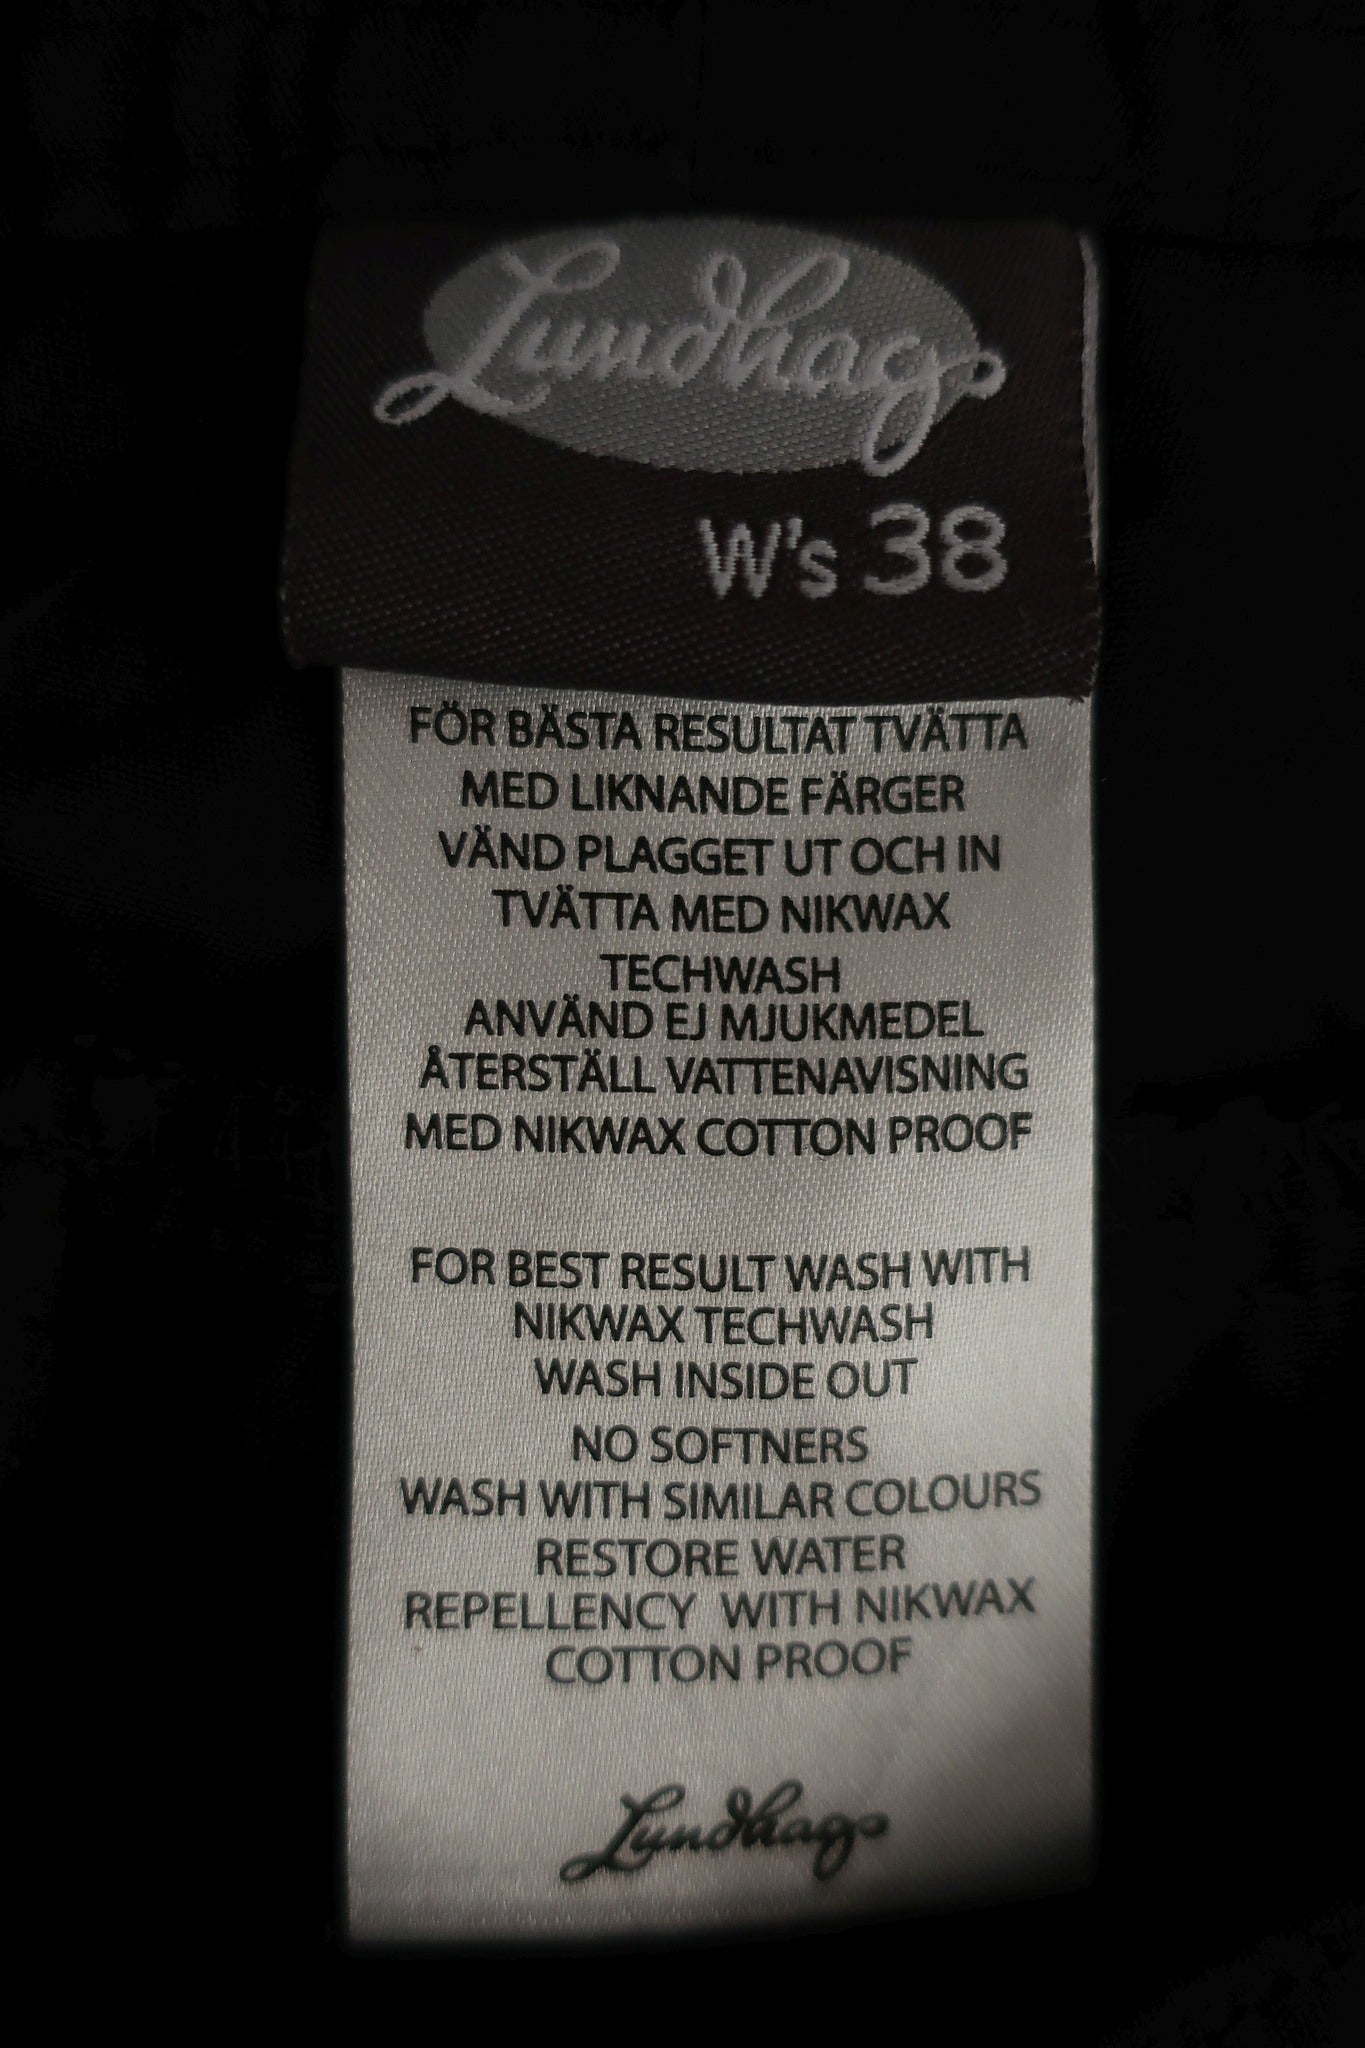 Lundhags
W's 38
FÖR BÄSTA RESULTAT TVÄTTA
MED LIKNANDE FÄRGER
VÄND PLAGGET UT OCH IN
TVÄTTA MED NIKWAX
TECHWASH
ANVÄND EJ MJUKMEDEL
ÅTERSTÄLL VATTENAVISNING
MED NIKWAX COTTON PROOF
FOR BEST RESULT WASH WITH
NIKWAX TECHWASH
WASH INSIDE OUT
NO SOFTNERS
WASH WITH SIMILAR COLOURS
RESTORE WATER
REPELLENCY WITH NIKWAX
COTTON PROOF
Lundhags